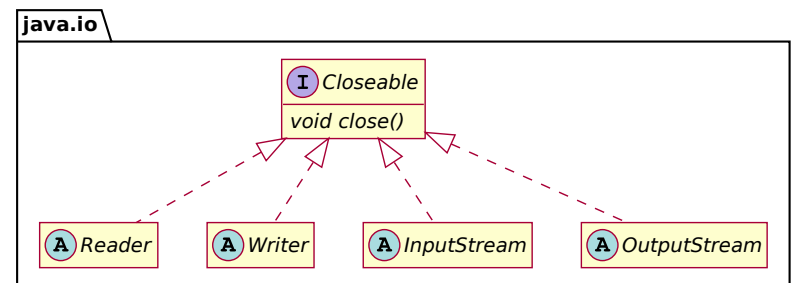 java.io
I Closeable
void close()
A Reader
A Writer
A InputStream
A OutputStream